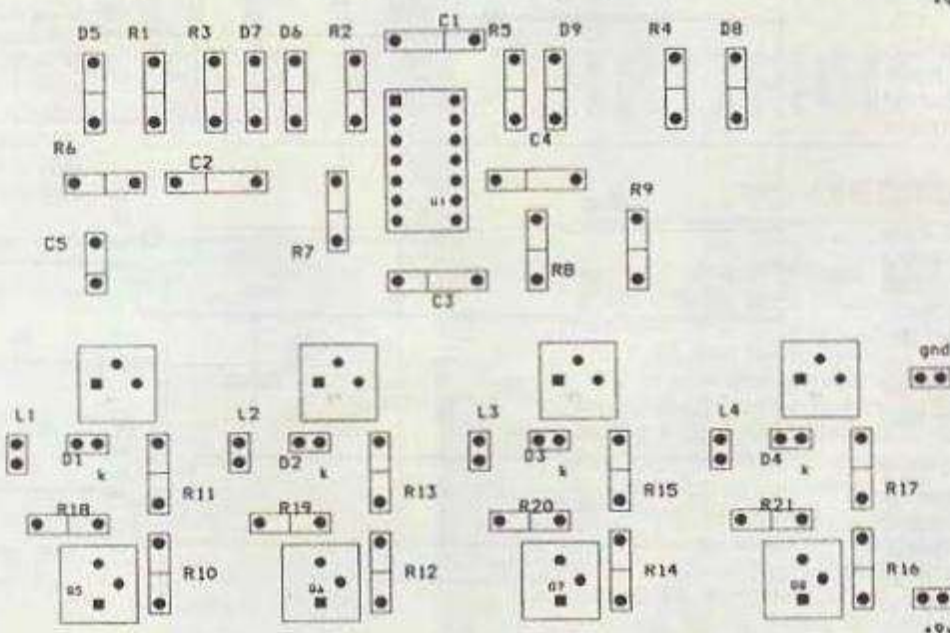 D5 R1 R3 D7 D6 R2 C1 R5 D9 R4 D8
R6 C2 C4
R9
C5 R7 R8
C3
gnd
L1 L2 L3 L4
D1 D2 D3 D4
k k k k
R11 R13 R15 R17
R18 R19 R20 R21
R10 R12 R14 R16